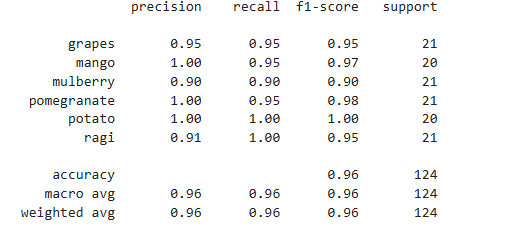 precision recall f1-score support
grapes 0.95 0.95 0.95 21
mango 1.00 0.95 0.97 20
mulberry 0.90 0.90 0.90 21
pomegranate 1.00 0.95 0.98 21
potato 1.00 1.00 1.00 20
ragi 0.91 1.00 0.95 21
accuracy 0.96 124
macro avg 0.96 0.96 0.96 124
weighted avg 0.96 0.96 0.96 124